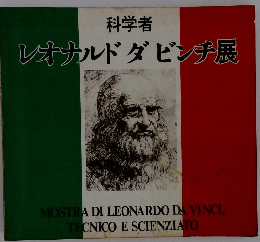 科学者
レオナルド ダ ビンチ展
MOSTRA DI LEONARDO DA VINCI,
TECNICO E SCIENZIATO